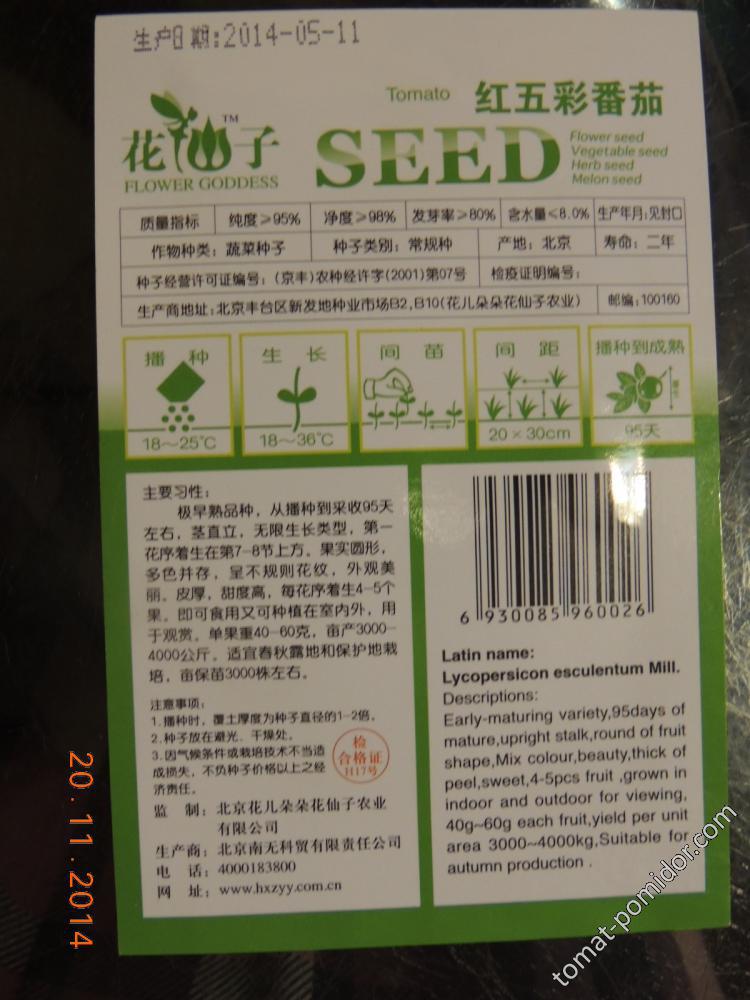 生产日期:2014-05-11
Tomato 红五彩番茄
花仙子™
FLOWER GODDESS
SEED
Flower seed
Vegetable seed
Herb seed
Melon seed
质量指标 纯度≥95% 净度≥98% 发芽率≥80% 含水量≤8.0% 生产年月:见封口
作物种类: 蔬菜种子 种子类别: 常规种 产地: 北京 寿命: 二年
种子经营许可证编号: (京丰)农种经许字(2001)第07号 检疫证明编号:
生产商地址: 北京丰台区新发地种业市场B2,B10(花儿朵朵花仙子农业) 邮编:100160
播种 生长 间苗 间距 播种到成熟
18~25℃ 18~36℃ 20×30cm 95天
主要习性:
极早熟品种, 从播种到采收95天
左右, 茎直立, 无限生长类型, 第一
花序着生在第7-8节上方。果实圆形,
多色并存, 呈不规则花纹, 外观美
丽。皮厚, 甜度高, 每花序着生4-5个
果。即可食用又可种植在室内外, 用
于观赏。单果重40-60克, 亩产3000-
4000公斤。适宜春秋露地和保护地栽
培, 亩保苗3000株左右。
注意事项:
1.播种时, 覆土厚度为种子直径的1-2倍。
2.种子放在避光、干燥处。
3.因气候条件或栽培技术不当造
成损失, 不负种子价格以上之经
济责任。
检
合格证
H17号
监 制: 北京花儿朵朵花仙子农业
有限公司
生产商: 北京南无科贸有限责任公司
电 话: 4000183800
网 址: www.hxzyy.com.cn
6 930085 960026
Latin name:
Lycopersicon esculentum Mill.
Descriptions:
Early-maturing variety,95days of
mature,upright stalk,round of fruit
shape,Mix colour,beauty,thick of
peel,sweet,4-5pcs fruit ,grown in
indoor and outdoor for viewing,
40g~60g each fruit,yield per unit
area 3000~4000kg,Suitable for
autumn production .
20.11.2014
tomat-pomidor.com